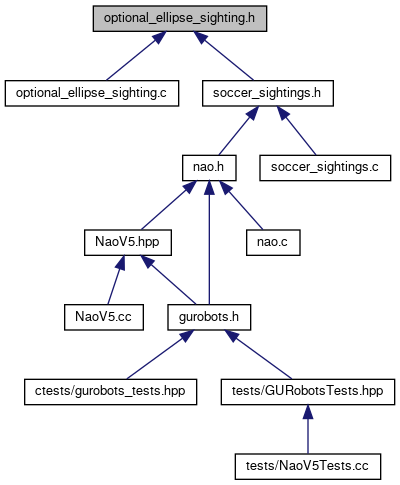 optional_ellipse_sighting.h
optional_ellipse_sighting.c
soccer_sightings.h
nao.h
soccer_sightings.c
NaoV5.hpp
nao.c
NaoV5.cc
gurobots.h
ctests/gurobots_tests.hpp
tests/GURobotsTests.hpp
tests/NaoV5Tests.cc